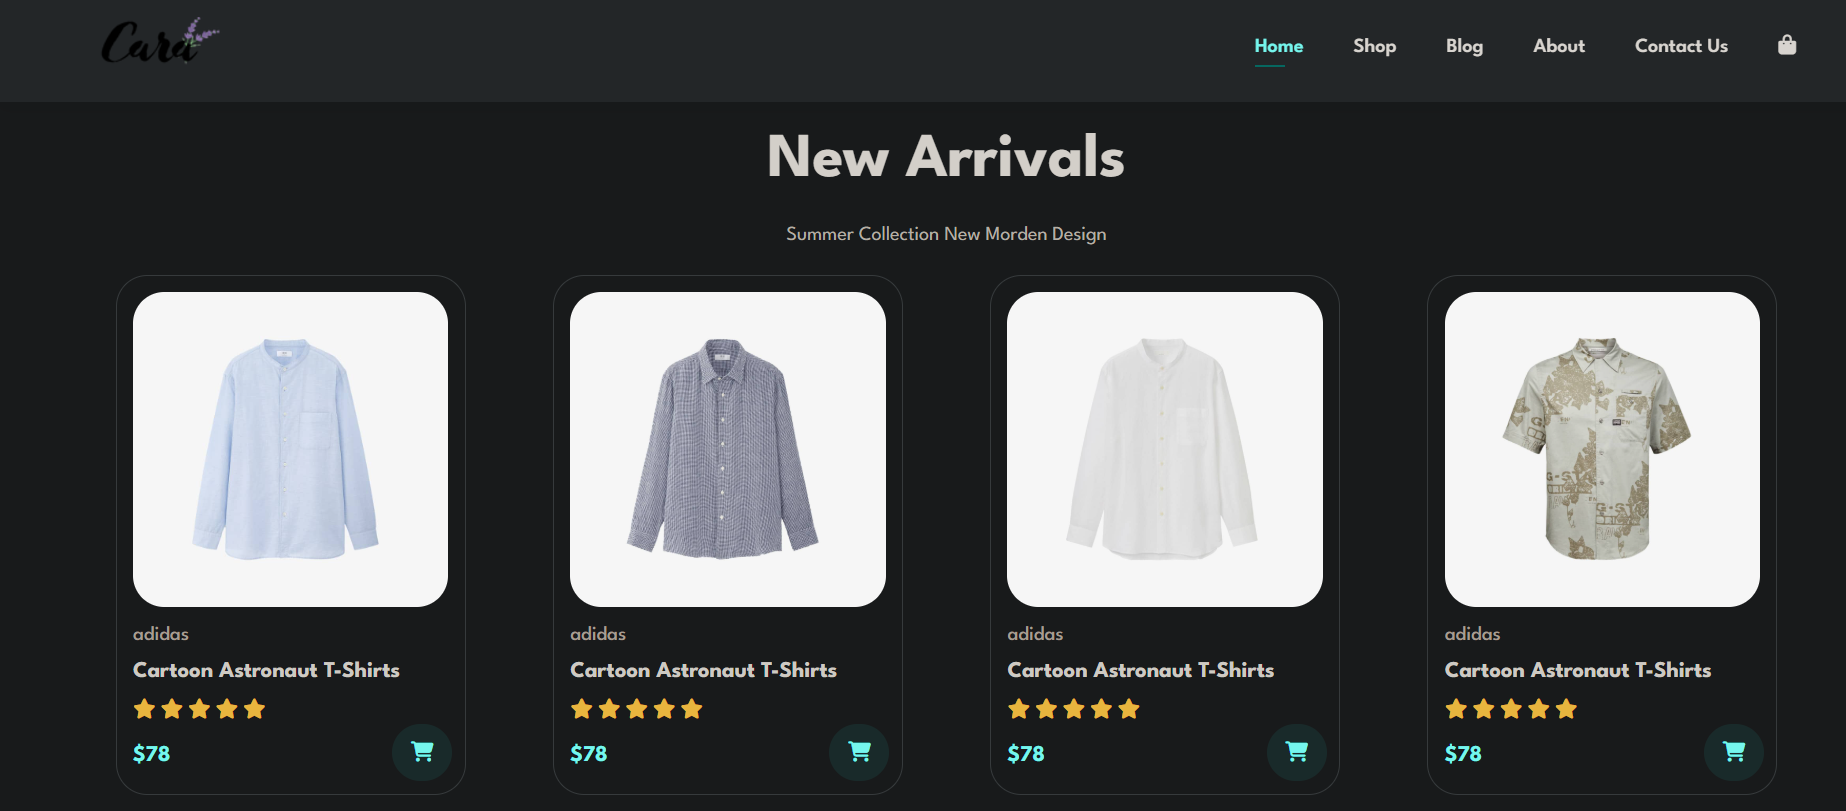 Cara
Home Shop Blog About Contact Us
New Arrivals
Summer Collection New Morden Design
adidas
Cartoon Astronaut T-Shirts
$78
adidas
Cartoon Astronaut T-Shirts
$78
adidas
Cartoon Astronaut T-Shirts
$78
adidas
Cartoon Astronaut T-Shirts
$78